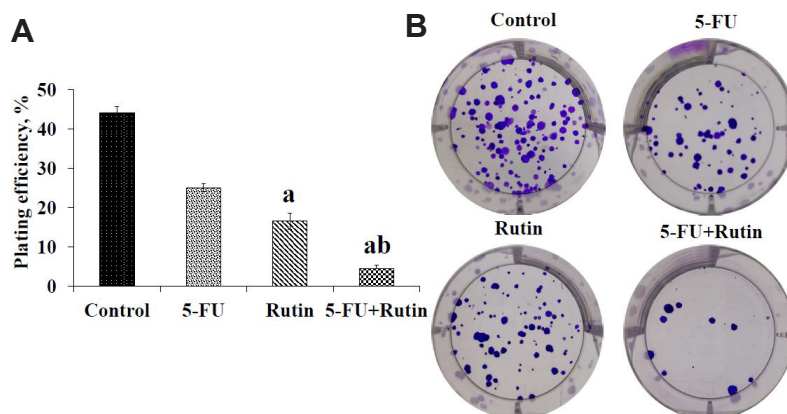 A
Plating efficiency, %
50
40
30
20
10
0
a
ab
Control
5-FU
Rutin
5-FU+Rutin
B
Control
5-FU
Rutin
5-FU+Rutin